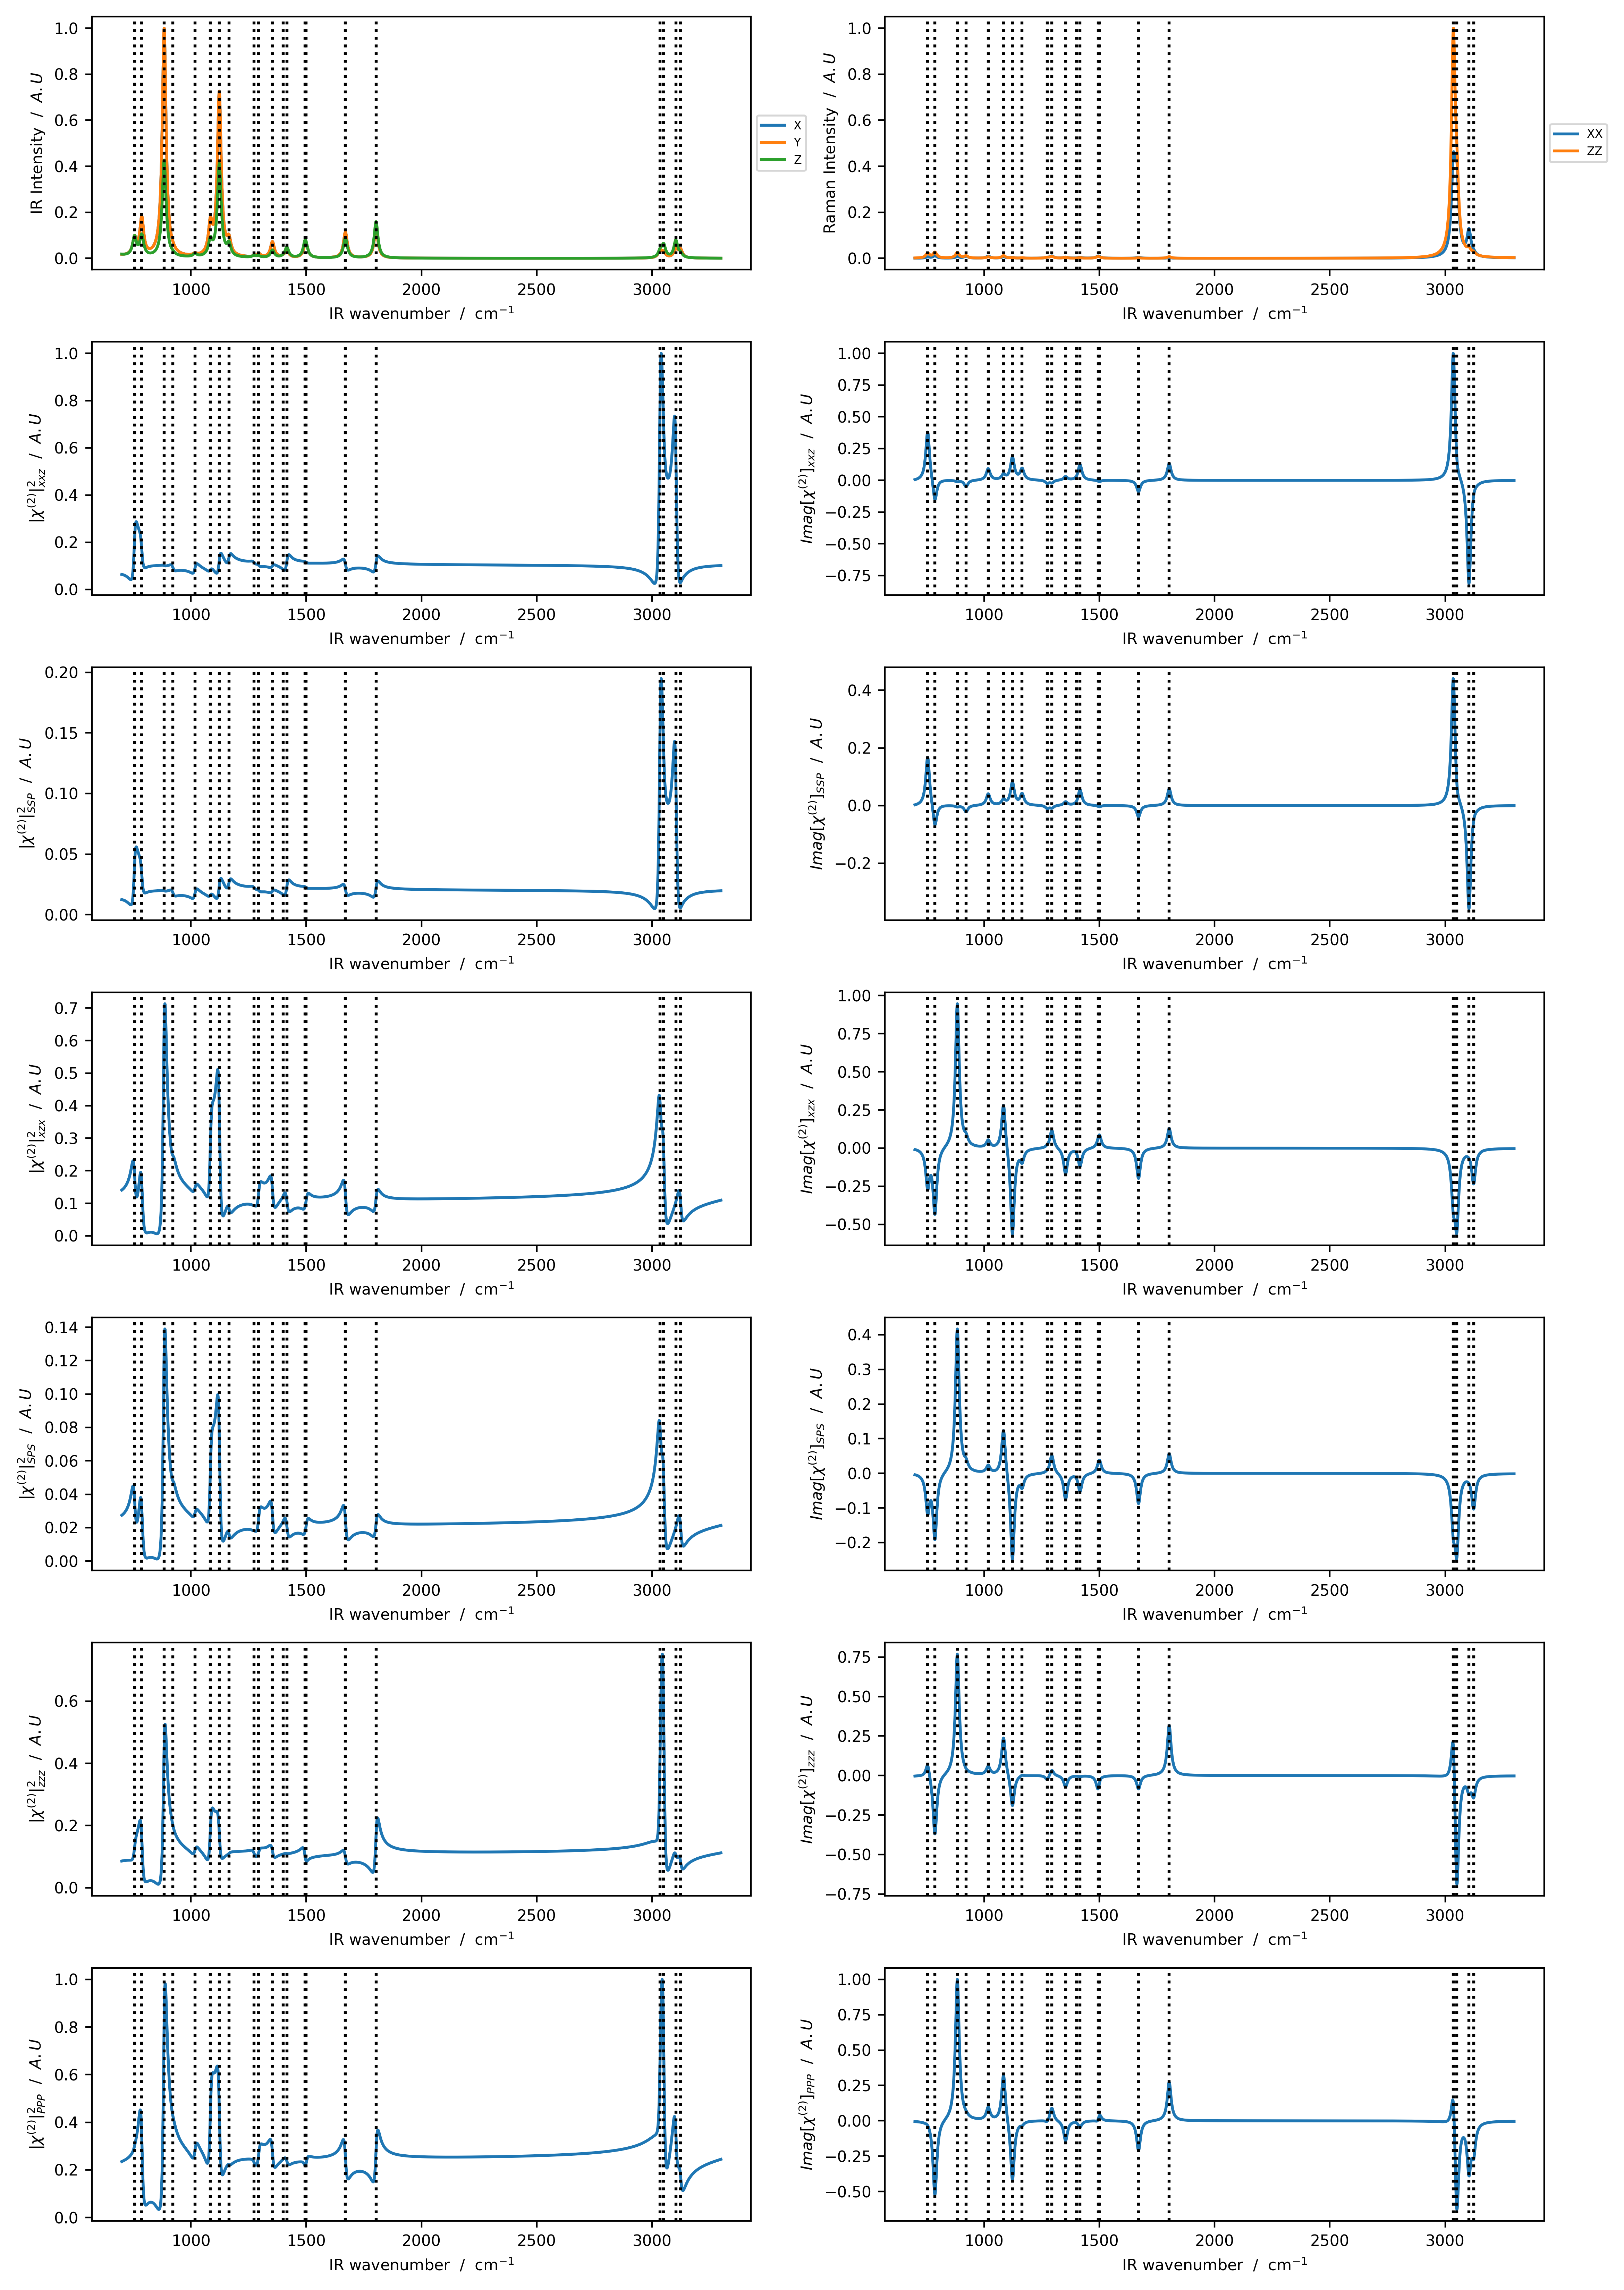 1.0
0.8
0.6
0.4
0.2
0.0
IR Intensity / A.U
1000 1500 2000 2500 3000
IR wavenumber / cm⁻¹
X
Y
Z
1.0
0.8
0.6
0.4
0.2
0.0
Raman Intensity / A.U
1000 1500 2000 2500 3000
IR wavenumber / cm⁻¹
XX
ZZ
1.0
0.8
0.6
0.4
0.2
0.0
|χ⁽²⁾|²xxz / A.U
1000 1500 2000 2500 3000
IR wavenumber / cm⁻¹
1.00
0.75
0.50
0.25
0.00
−0.25
−0.50
−0.75
Imag[χ⁽²⁾]xxz / A.U
1000 1500 2000 2500 3000
IR wavenumber / cm⁻¹
0.20
0.15
0.10
0.05
0.00
|χ⁽²⁾|²SSP / A.U
1000 1500 2000 2500 3000
IR wavenumber / cm⁻¹
0.4
0.2
0.0
−0.2
Imag[χ⁽²⁾]SSP / A.U
1000 1500 2000 2500 3000
IR wavenumber / cm⁻¹
0.7
0.6
0.5
0.4
0.3
0.2
0.1
0.0
|χ⁽²⁾|²xzx / A.U
1000 1500 2000 2500 3000
IR wavenumber / cm⁻¹
1.00
0.75
0.50
0.25
0.00
−0.25
−0.50
Imag[χ⁽²⁾]xzx / A.U
1000 1500 2000 2500 3000
IR wavenumber / cm⁻¹
0.14
0.12
0.10
0.08
0.06
0.04
0.02
0.00
|χ⁽²⁾|²SPS / A.U
1000 1500 2000 2500 3000
IR wavenumber / cm⁻¹
0.4
0.3
0.2
0.1
0.0
−0.1
−0.2
Imag[χ⁽²⁾]SPS / A.U
1000 1500 2000 2500 3000
IR wavenumber / cm⁻¹
0.6
0.4
0.2
0.0
|χ⁽²⁾|²zzz / A.U
1000 1500 2000 2500 3000
IR wavenumber / cm⁻¹
0.75
0.50
0.25
0.00
−0.25
−0.50
−0.75
Imag[χ⁽²⁾]zzz / A.U
1000 1500 2000 2500 3000
IR wavenumber / cm⁻¹
1.0
0.8
0.6
0.4
0.2
0.0
|χ⁽²⁾|²PPP / A.U
1000 1500 2000 2500 3000
IR wavenumber / cm⁻¹
1.00
0.75
0.50
0.25
0.00
−0.25
−0.50
Imag[χ⁽²⁾]PPP / A.U
1000 1500 2000 2500 3000
IR wavenumber / cm⁻¹